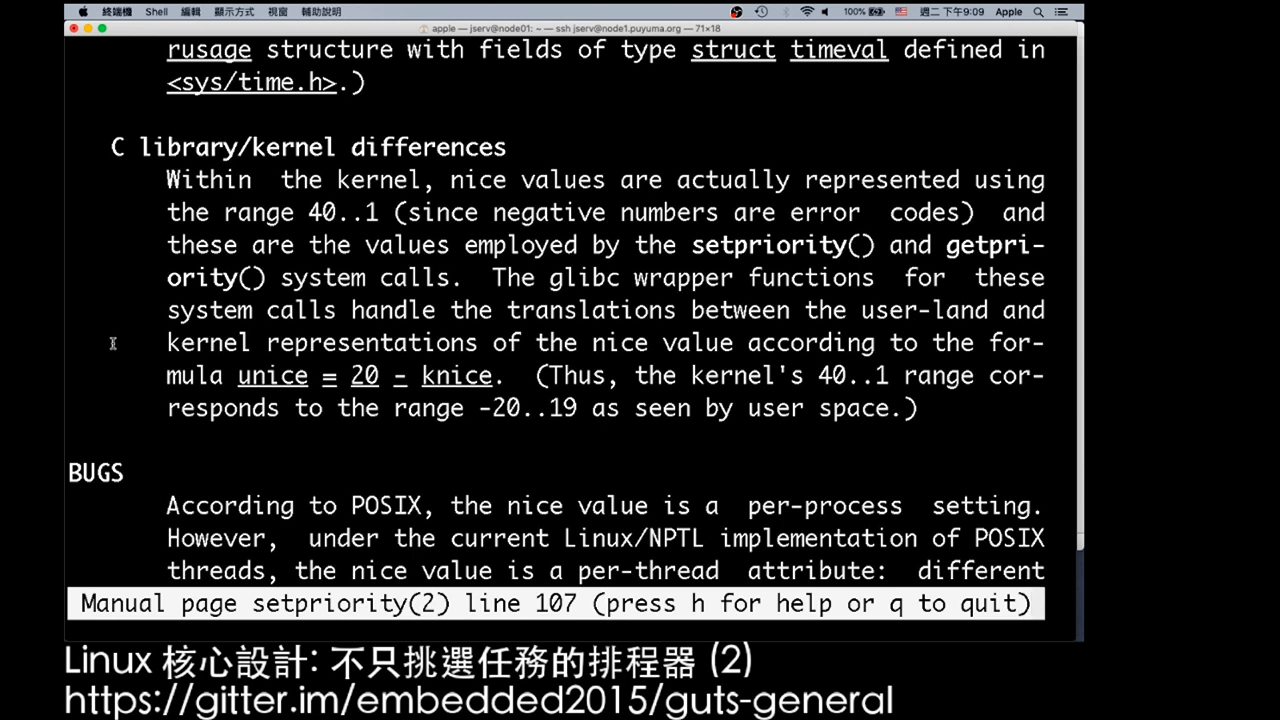 終端機 Shell 編輯 顯示方式 視窗 輔助說明 100% 週二 下午9:09 Apple
apple — jserv@node01: ~ — ssh jserv@node1.puyuma.org — 71×18
rusage structure with fields of type struct timeval defined in
<sys/time.h>.)
C library/kernel differences
Within the kernel, nice values are actually represented using
the range 40..1 (since negative numbers are error codes) and
these are the values employed by the setpriority() and getpri-
ority() system calls. The glibc wrapper functions for these
system calls handle the translations between the user-land and
kernel representations of the nice value according to the for-
mula unice = 20 - knice. (Thus, the kernel's 40..1 range cor-
responds to the range -20..19 as seen by user space.)
BUGS
According to POSIX, the nice value is a per-process setting.
However, under the current Linux/NPTL implementation of POSIX
threads, the nice value is a per-thread attribute: different
Manual page setpriority(2) line 107 (press h for help or q to quit)
Linux 核心設計: 不只挑選任務的排程器 (2)
https://gitter.im/embedded2015/guts-general